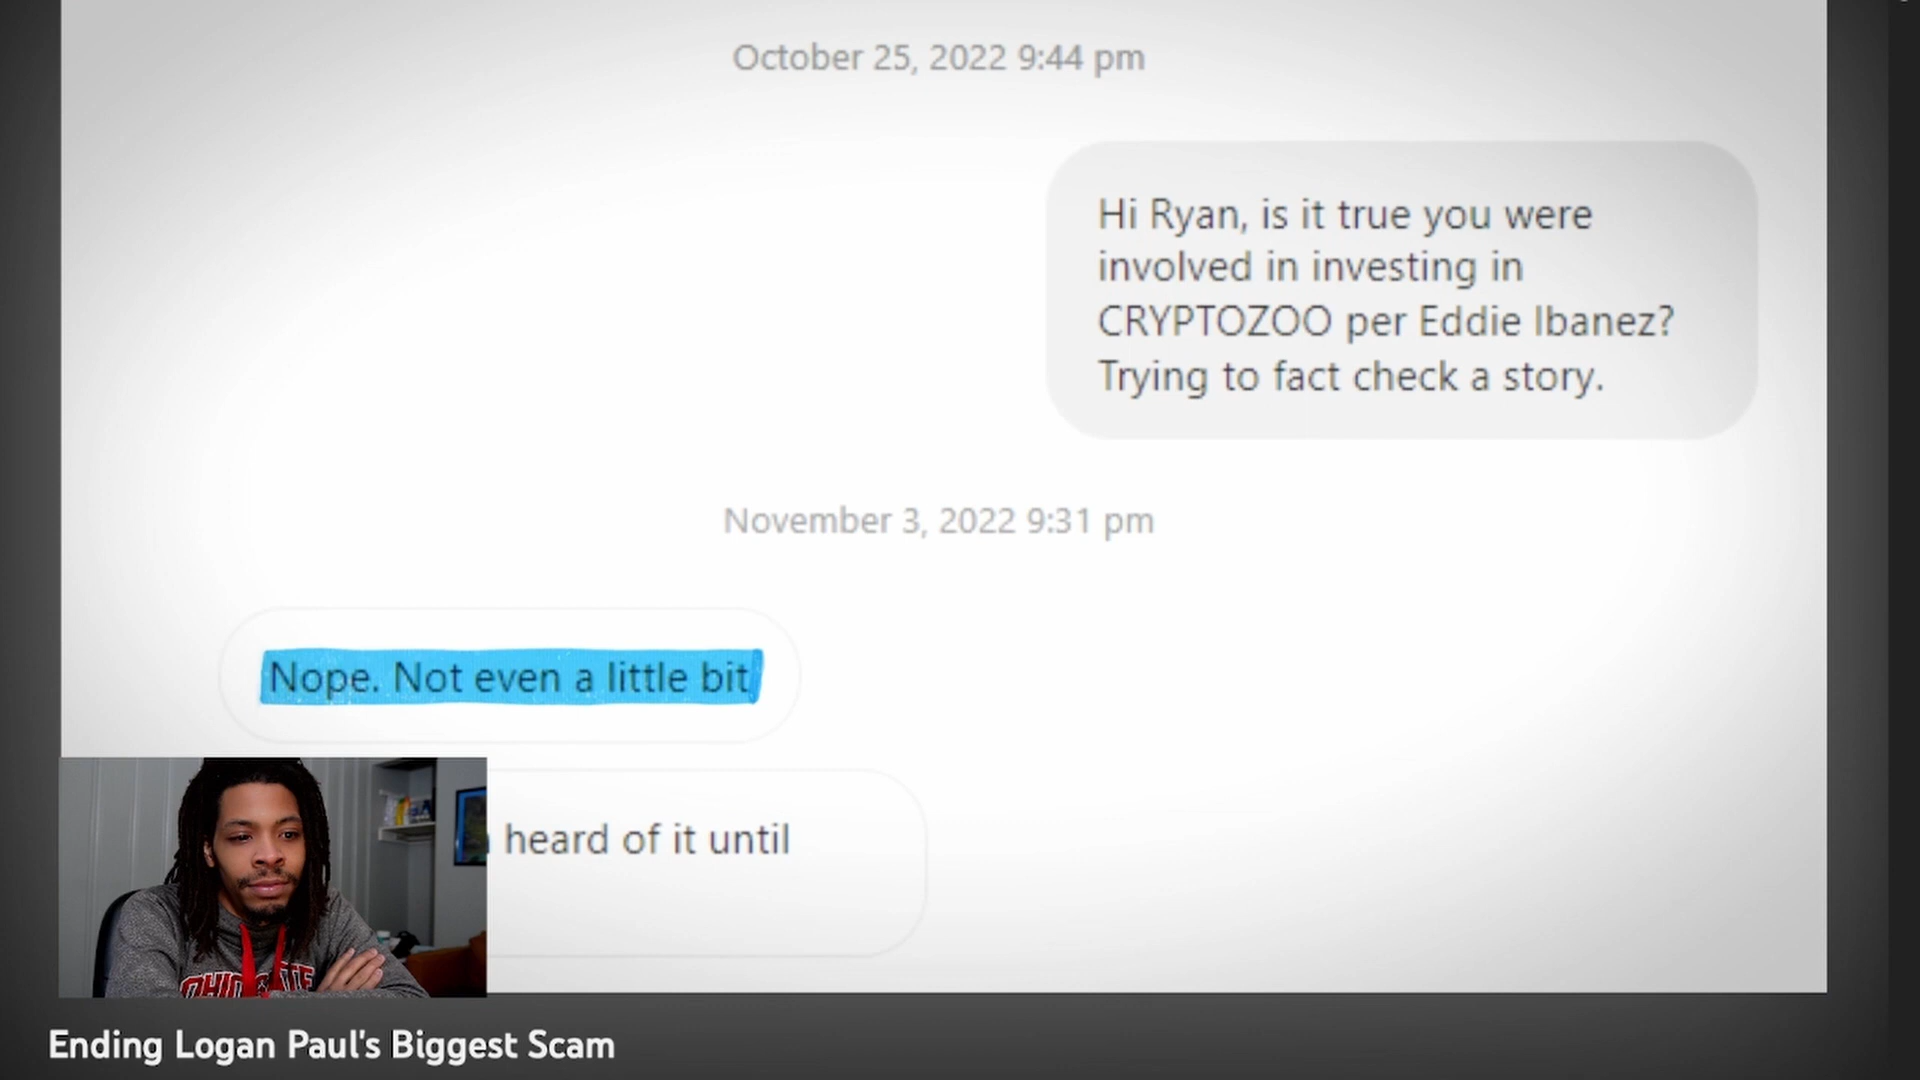 October 25, 2022 9:44 pm
Hi Ryan, is it true you were
involved in investing in
CRYPTOZOO per Eddie Ibanez?
Trying to fact check a story.
November 3, 2022 9:31 pm
Nope. Not even a little bit
heard of it until
OHIO STATE
Ending Logan Paul's Biggest Scam